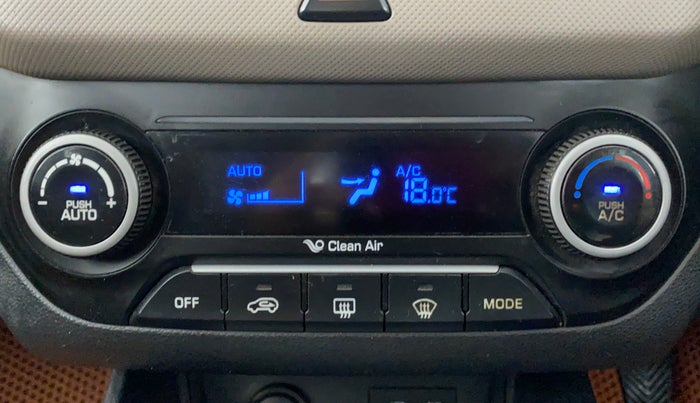 AUTO
A/C
18.0°C
- PUSH AUTO +
PUSH
A/C
Clean Air
OFF
MODE